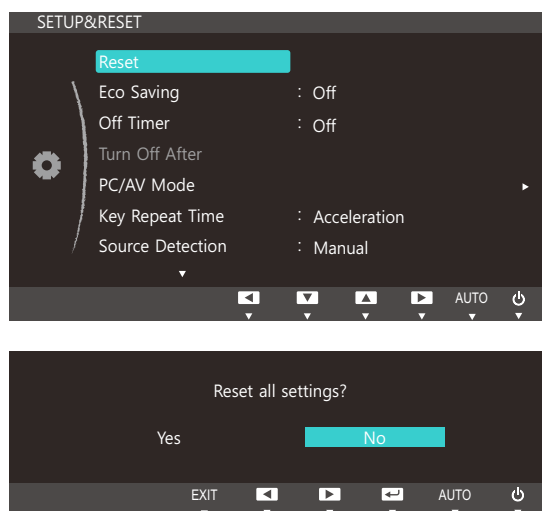 SETUP&RESET
Reset
Eco Saving : Off
Off Timer : Off
Turn Off After
PC/AV Mode
Key Repeat Time : Acceleration
Source Detection : Manual
AUTO
Reset all settings?
Yes No
EXIT AUTO